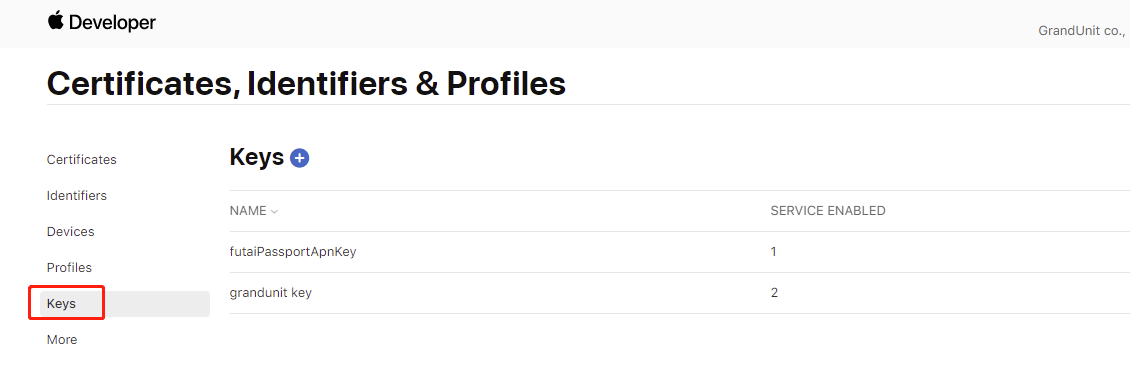 Developer
GrandUnit co.,
Certificates, Identifiers & Profiles
Certificates
Identifiers
Devices
Profiles
Keys
More
Keys
NAME SERVICE ENABLED
futaiPassportApnKey 1
grandunit key 2